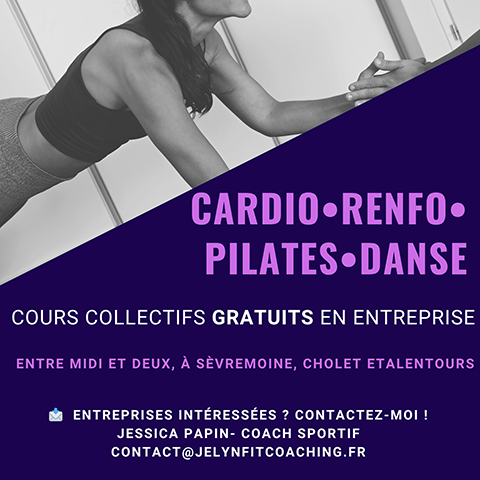 CARDIO•RENFO•
PILATES•DANSE
COURS COLLECTIFS GRATUITS EN ENTREPRISE
ENTRE MIDI ET DEUX, À SÈVREMOINE, CHOLET ETALENTOURS
📩 ENTREPRISES INTÉRESSÉES ? CONTACTEZ-MOI !
JESSICA PAPIN- COACH SPORTIF
CONTACT@JELYNFITCOACHING.FR